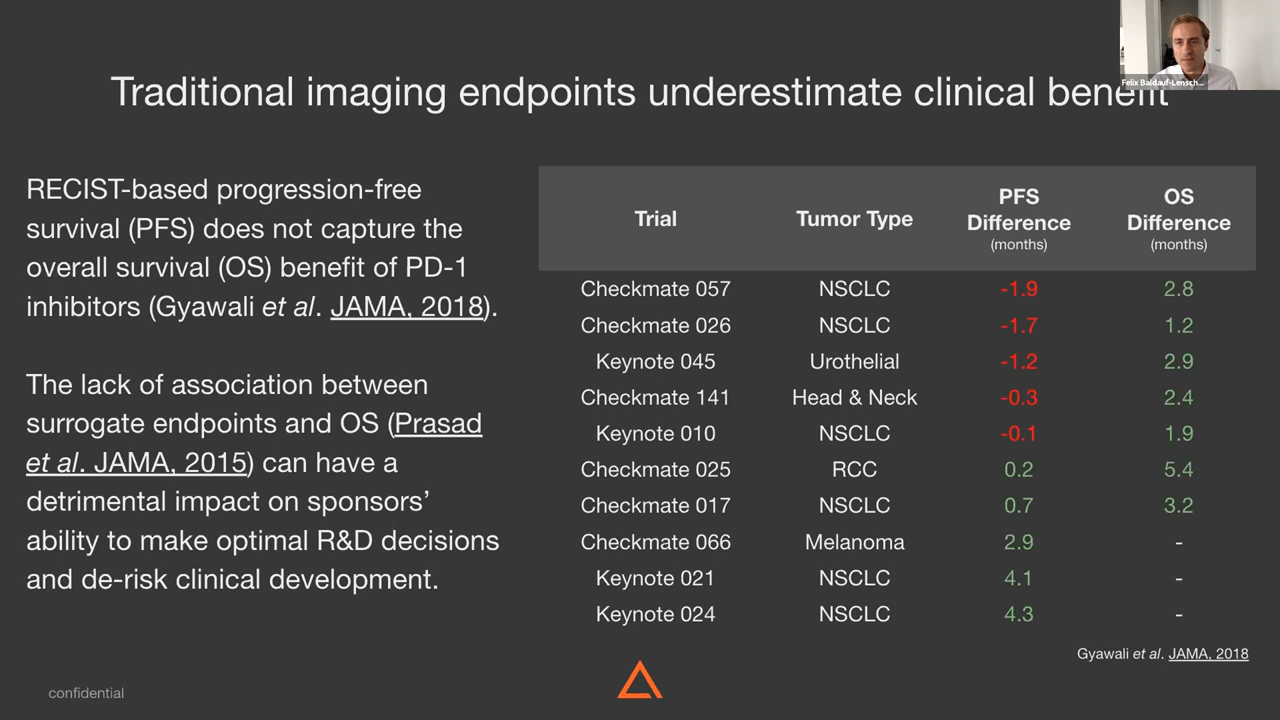 Felix Baldauf-Lensch...
Traditional imaging endpoints underestimate clinical benefit
RECIST-based progression-free
survival (PFS) does not capture the
overall survival (OS) benefit of PD-1
inhibitors (Gyawali et al. JAMA, 2018).
The lack of association between
surrogate endpoints and OS (Prasad
et al. JAMA, 2015) can have a
detrimental impact on sponsors’
ability to make optimal R&D decisions
and de-risk clinical development.
Trial Tumor Type PFS Difference (months) OS Difference (months)
Checkmate 057 NSCLC -1.9 2.8
Checkmate 026 NSCLC -1.7 1.2
Keynote 045 Urothelial -1.2 2.9
Checkmate 141 Head & Neck -0.3 2.4
Keynote 010 NSCLC -0.1 1.9
Checkmate 025 RCC 0.2 5.4
Checkmate 017 NSCLC 0.7 3.2
Checkmate 066 Melanoma 2.9 -
Keynote 021 NSCLC 4.1 -
Keynote 024 NSCLC 4.3 -
Gyawali et al. JAMA, 2018
confidential